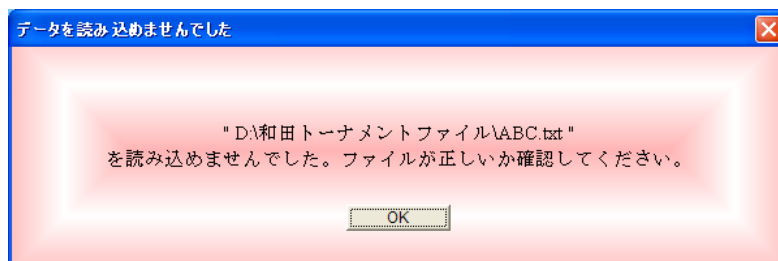 データを読み込めませんでした
" D:\和田トーナメントファイル\ABC.txt "
を読み込めませんでした。ファイルが正しいか確認してください。
OK